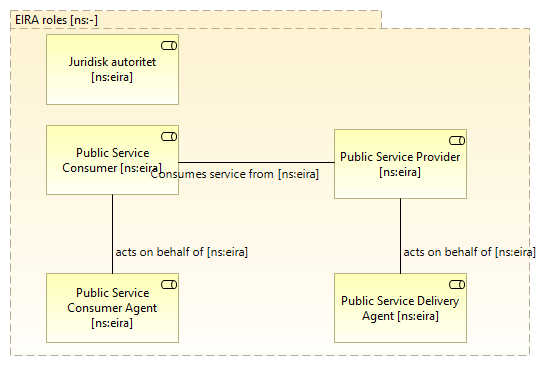 EIRA roles [ns:-]
Juridisk autoritet
[ns:eira]
Public Service
Consumer [ns:eira]
Public Service Provider
[ns:eira]
Consumes service from [ns:eira]
acts on behalf of [ns:eira]
acts on behalf of [ns:eira]
Public Service
Consumer Agent
[ns:eira]
Public Service Delivery
Agent [ns:eira]